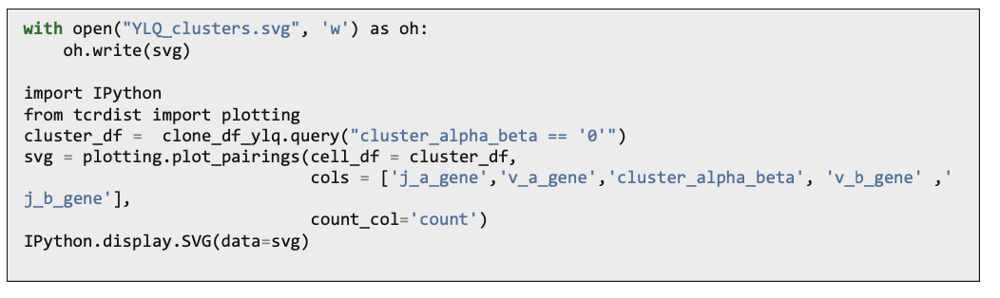 with open("YLQ_clusters.svg", 'w') as oh:
    oh.write(svg)

import IPython
from tcrdist import plotting
cluster_df =  clone_df_ylq.query("cluster_alpha_beta == '0'")
svg = plotting.plot_pairings(cell_df = cluster_df,
                             cols = ['j_a_gene','v_a_gene','cluster_alpha_beta', 'v_b_gene' ,'
j_b_gene'],
                             count_col='count')
IPython.display.SVG(data=svg)